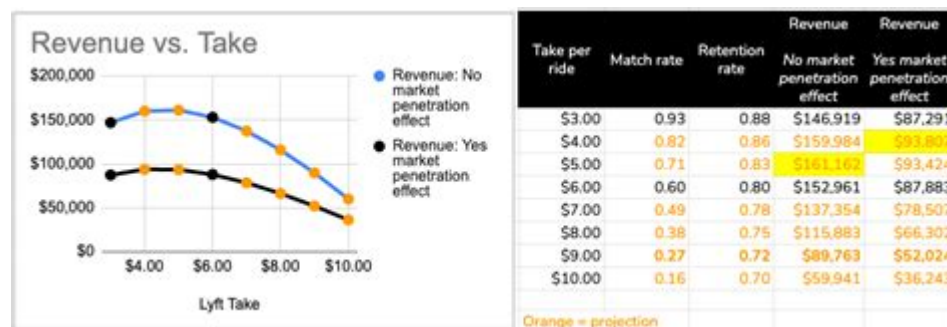 Revenue vs. Take
$200,000
$150,000
$100,000
$50,000
$0
$4.00 $6.00 $8.00 $10.00
Lyft Take
Revenue: No
market
penetration
effect
Revenue: Yes
market
penetration
effect
Take per ride Match rate Retention rate Revenue No market penetration effect Revenue Yes market penetration effect
$3.00 0.93 0.88 $146,919 $87,291
$4.00 0.82 0.86 $159,984
$5.00 0.71 0.83 $161,162 $93,424
$6.00 0.60 0.80 $152,961 $87,883
$7.00 0.49 0.78 $137,354 $78,507
$8.00 0.38 0.75 $115,883 $66,302
$9.00 0.27 0.72 $89,763 $52,024
$10.00 0.16 0.70 $59,941
Orange = projection